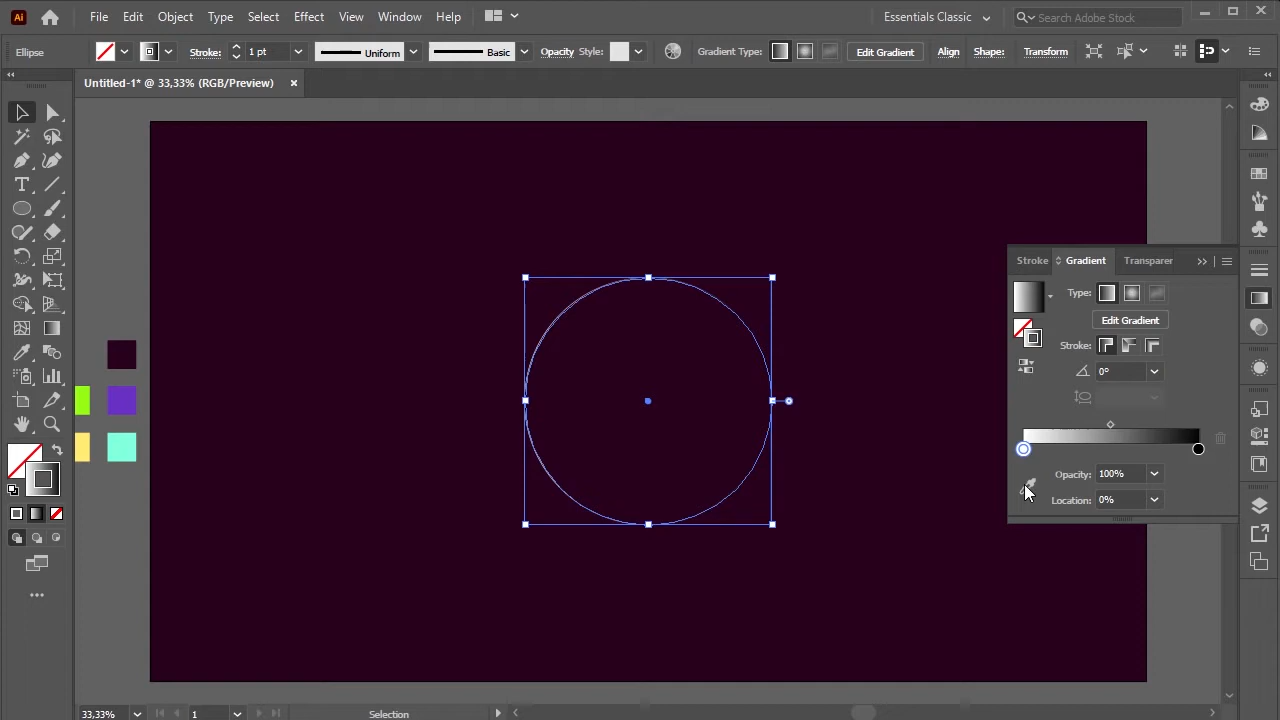 Ai File Edit Object Type Select Effect View Window Help Essentials Classic Search Adobe Stock
Ellipse Stroke: 1 pt Uniform Basic Opacity Style: Gradient Type: Edit Gradient Align Shape: Transform
Untitled-1* @ 33,33% (RGB/Preview)
Stroke Gradient Transparer
Type:
Edit Gradient
Stroke:
0°
Opacity: 100%
Location: 0%
33,33% 1 Selection